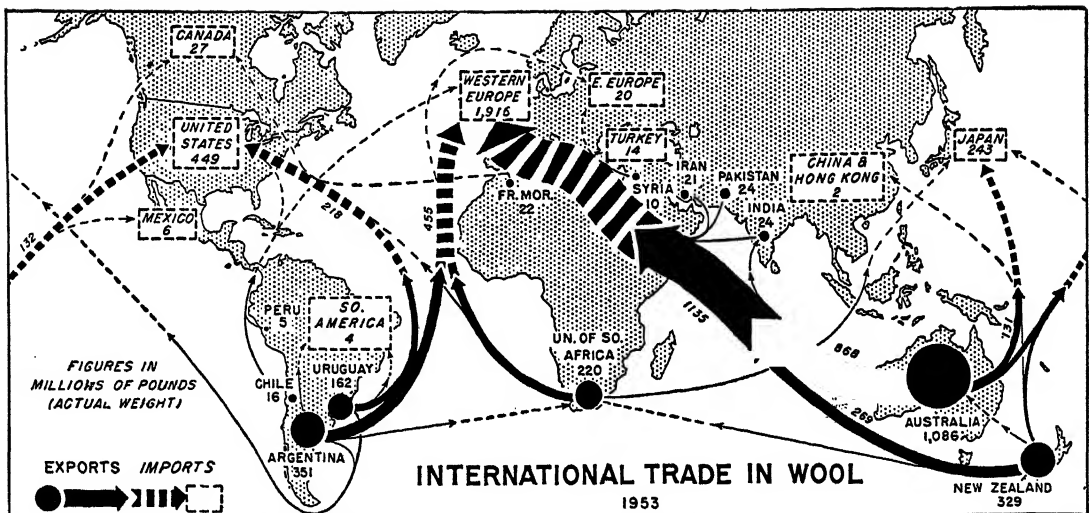 CANADA
27
WESTERN
EUROPE
1,916
E. EUROPE
20
UNITED
STATES
449
TURKEY
14
IRAN
21
PAKISTAN
24
SYRIA
10
INDIA
24
CHINA &
HONG KONG
2
JAPAN
243
FR. MOR.
22
MEXICO
6
132
218
455
1135
868
731
269
PERU
5
SO.
AMERICA
4
UN. OF SO.
AFRICA
220
FIGURES IN
MILLIONS OF POUNDS
(ACTUAL WEIGHT)
CHILE
16
URUGUAY
162
AUSTRALIA
1,086
ARGENTINA
351
EXPORTS IMPORTS
INTERNATIONAL TRADE IN WOOL
1953
NEW ZEALAND
329